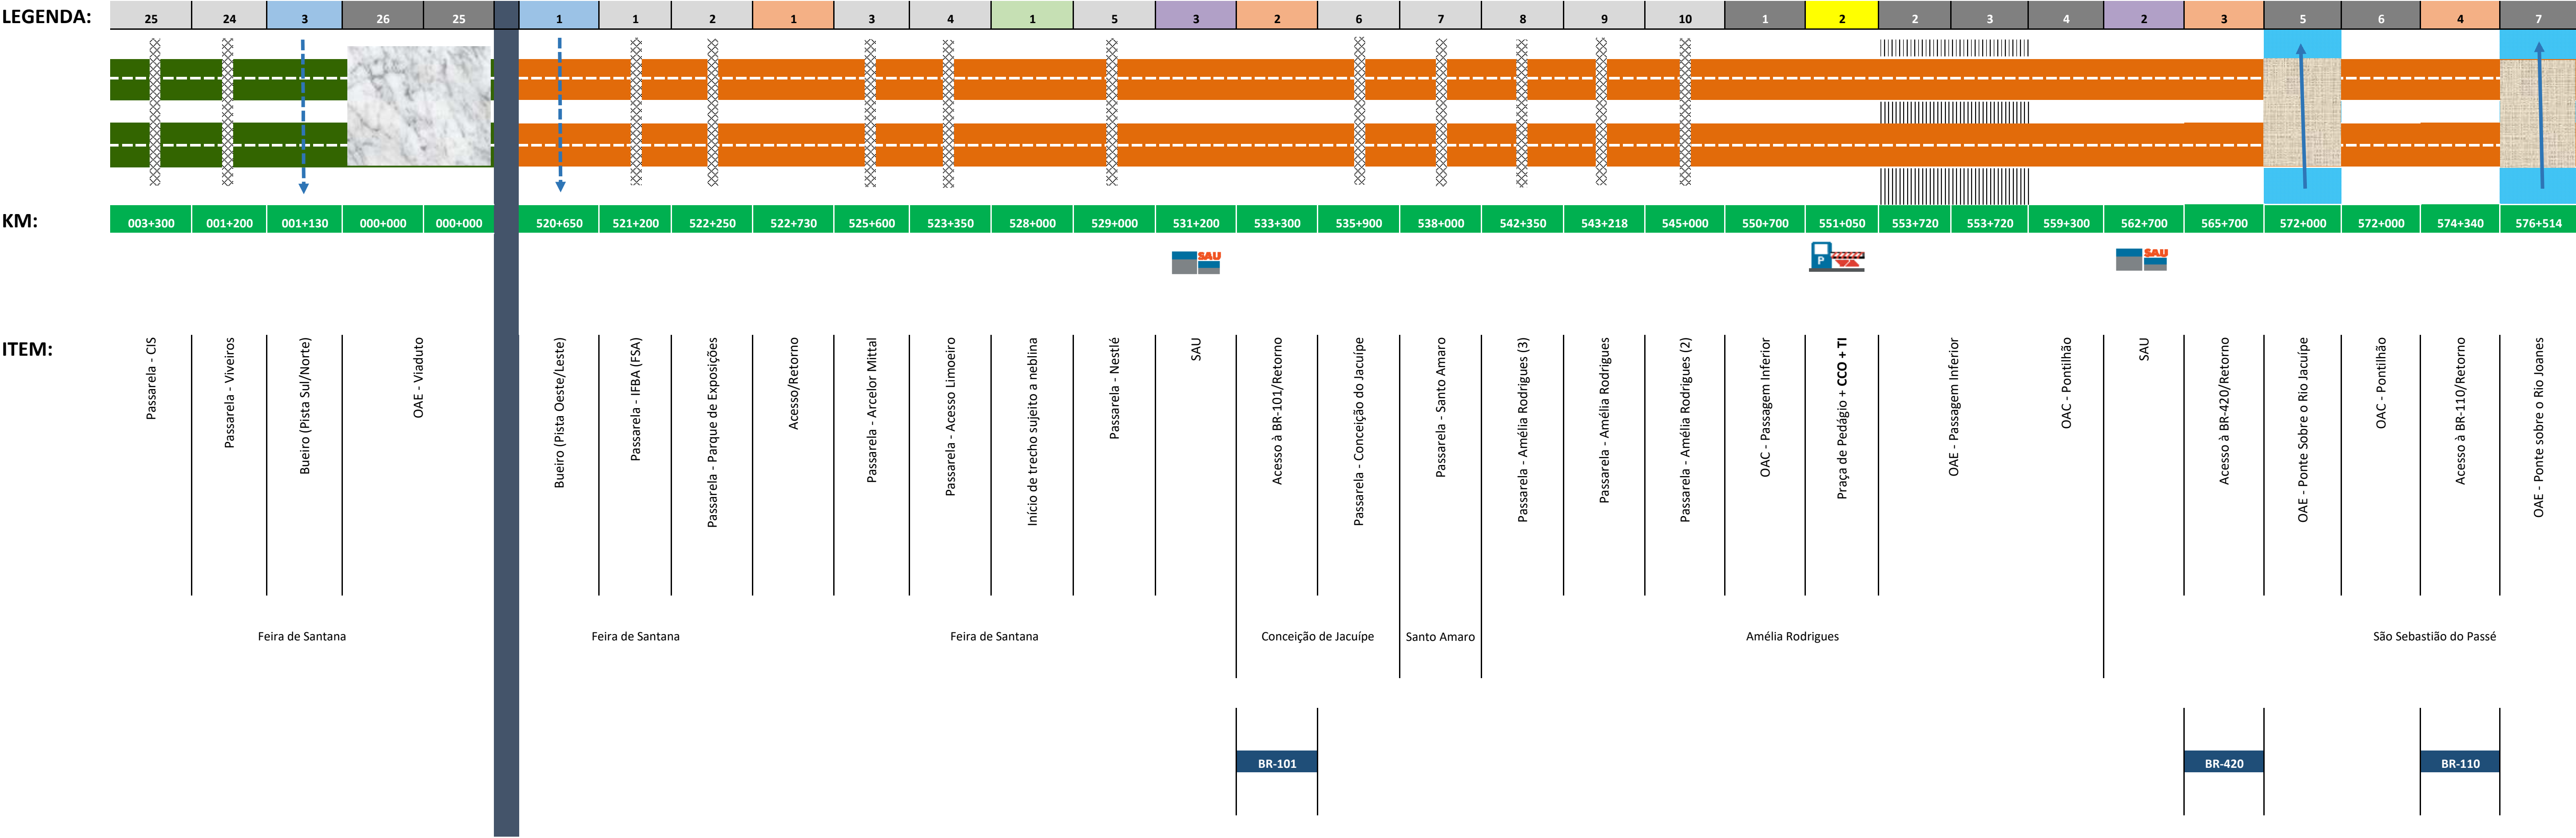 LEGENDA: 25 24 3 26 25 1 1 2 1 3 4 1 5 3 2 6 7 8 9 10 1 2 2 3 4 2 3 5 6 4 7
KM: 003+300 001+200 001+130 000+000 000+000 520+650 521+200 522+250 522+730 525+600 523+350 528+000 529+000 531+200 533+300 535+900 538+000 542+350 543+218 545+000 550+700 551+050 553+720 553+720 559+300 562+700 565+700 572+000 572+000 574+340 576+514
SAU
P
SAU
ITEM:
Passarela - CIS
Passarela - Viveiros
Bueiro (Pista Sul/Norte)
OAE - Viaduto
Bueiro (Pista Oeste/Leste)
Passarela - IFBA (FSA)
Passarela - Parque de Exposições
Acesso/Retorno
Passarela - Arcelor Mittal
Passarela - Acesso Limoeiro
Início de trecho sujeito a neblina
Passarela - Nestlé
SAU
Acesso à BR-101/Retorno
Passarela - Conceição do Jacuípe
Passarela - Santo Amaro
Passarela - Amélia Rodrigues (3)
Passarela - Amélia Rodrigues
Passarela - Amélia Rodrigues (2)
OAC - Passagem Inferior
Praça de Pedágio + CCO + TI
OAE - Passagem Inferior
OAC - Pontilhão
SAU
Acesso à BR-420/Retorno
OAE - Ponte Sobre o Rio Jacuípe
OAC - Pontilhão
Acesso à BR-110/Retorno
OAE - Ponte sobre o Rio Joanes
Feira de Santana Feira de Santana Feira de Santana Conceição de Jacuípe Santo Amaro Amélia Rodrigues São Sebastião do Passé
BR-101 BR-420 BR-110